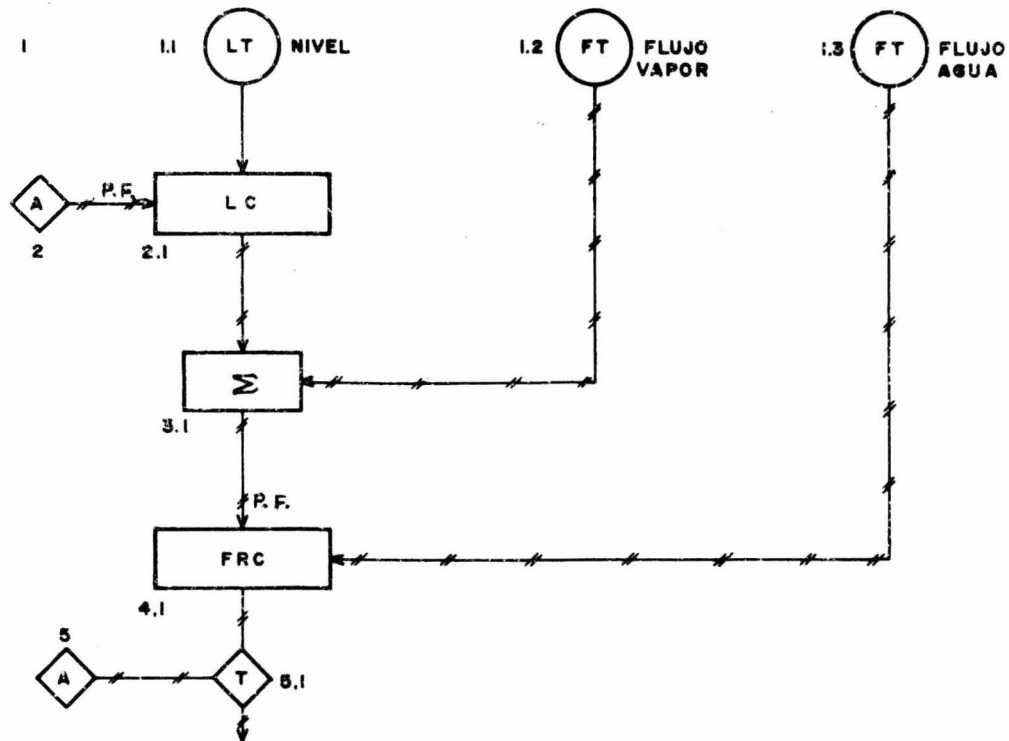 1
1.1 LT NIVEL
1.2 FT FLUJO
VAPOR
1.3 FT FLUJO
AGUA
A P.F. LC
2 2.1
Σ
3.1
P.F.
FRC
4.1
5
A T 5.1